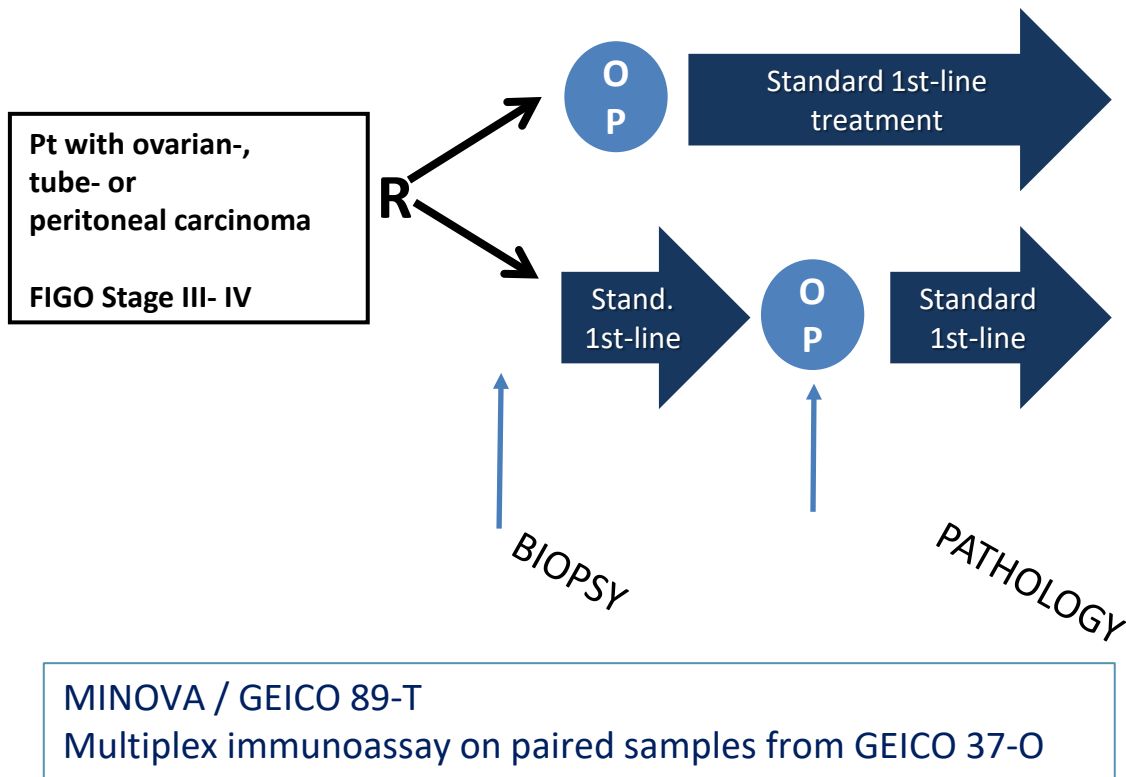 Pt with ovarian-,
tube- or
peritoneal carcinoma
FIGO Stage III- IV
R
O
P
Standard 1st-line
treatment
Stand.
1st-line
O
P
Standard
1st-line
BIOPSY
PATHOLOGY
MINOVA / GEICO 89-T
Multiplex immunoassay on paired samples from GEICO 37-O